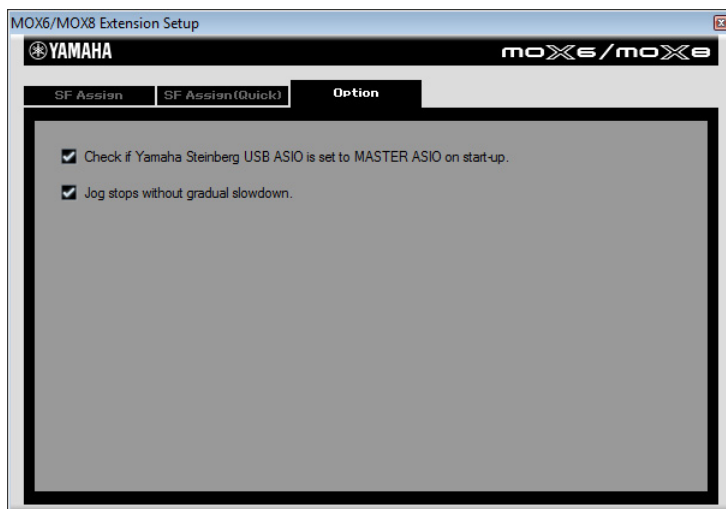 MOX6/MOX8 Extension Setup
YAMAHA
MOX6/MOX8
SF Assign
SF Assign(Quick)
Option
Check if Yamaha Steinberg USB ASIO is set to MASTER ASIO on start-up.
Jog stops without gradual slowdown.